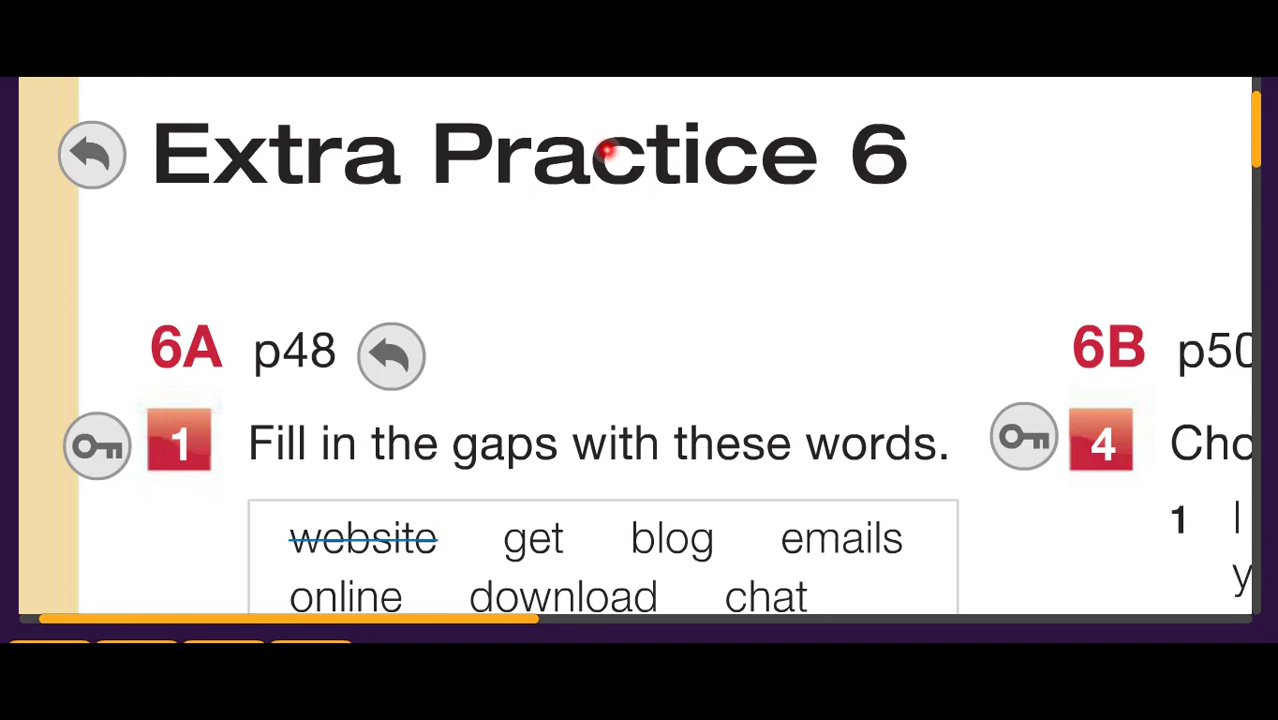 Extra Practice 6
6A p48
1 Fill in the gaps with these words.
website get blog emails
online download chat
6B p50
4 Cho
1 I
y